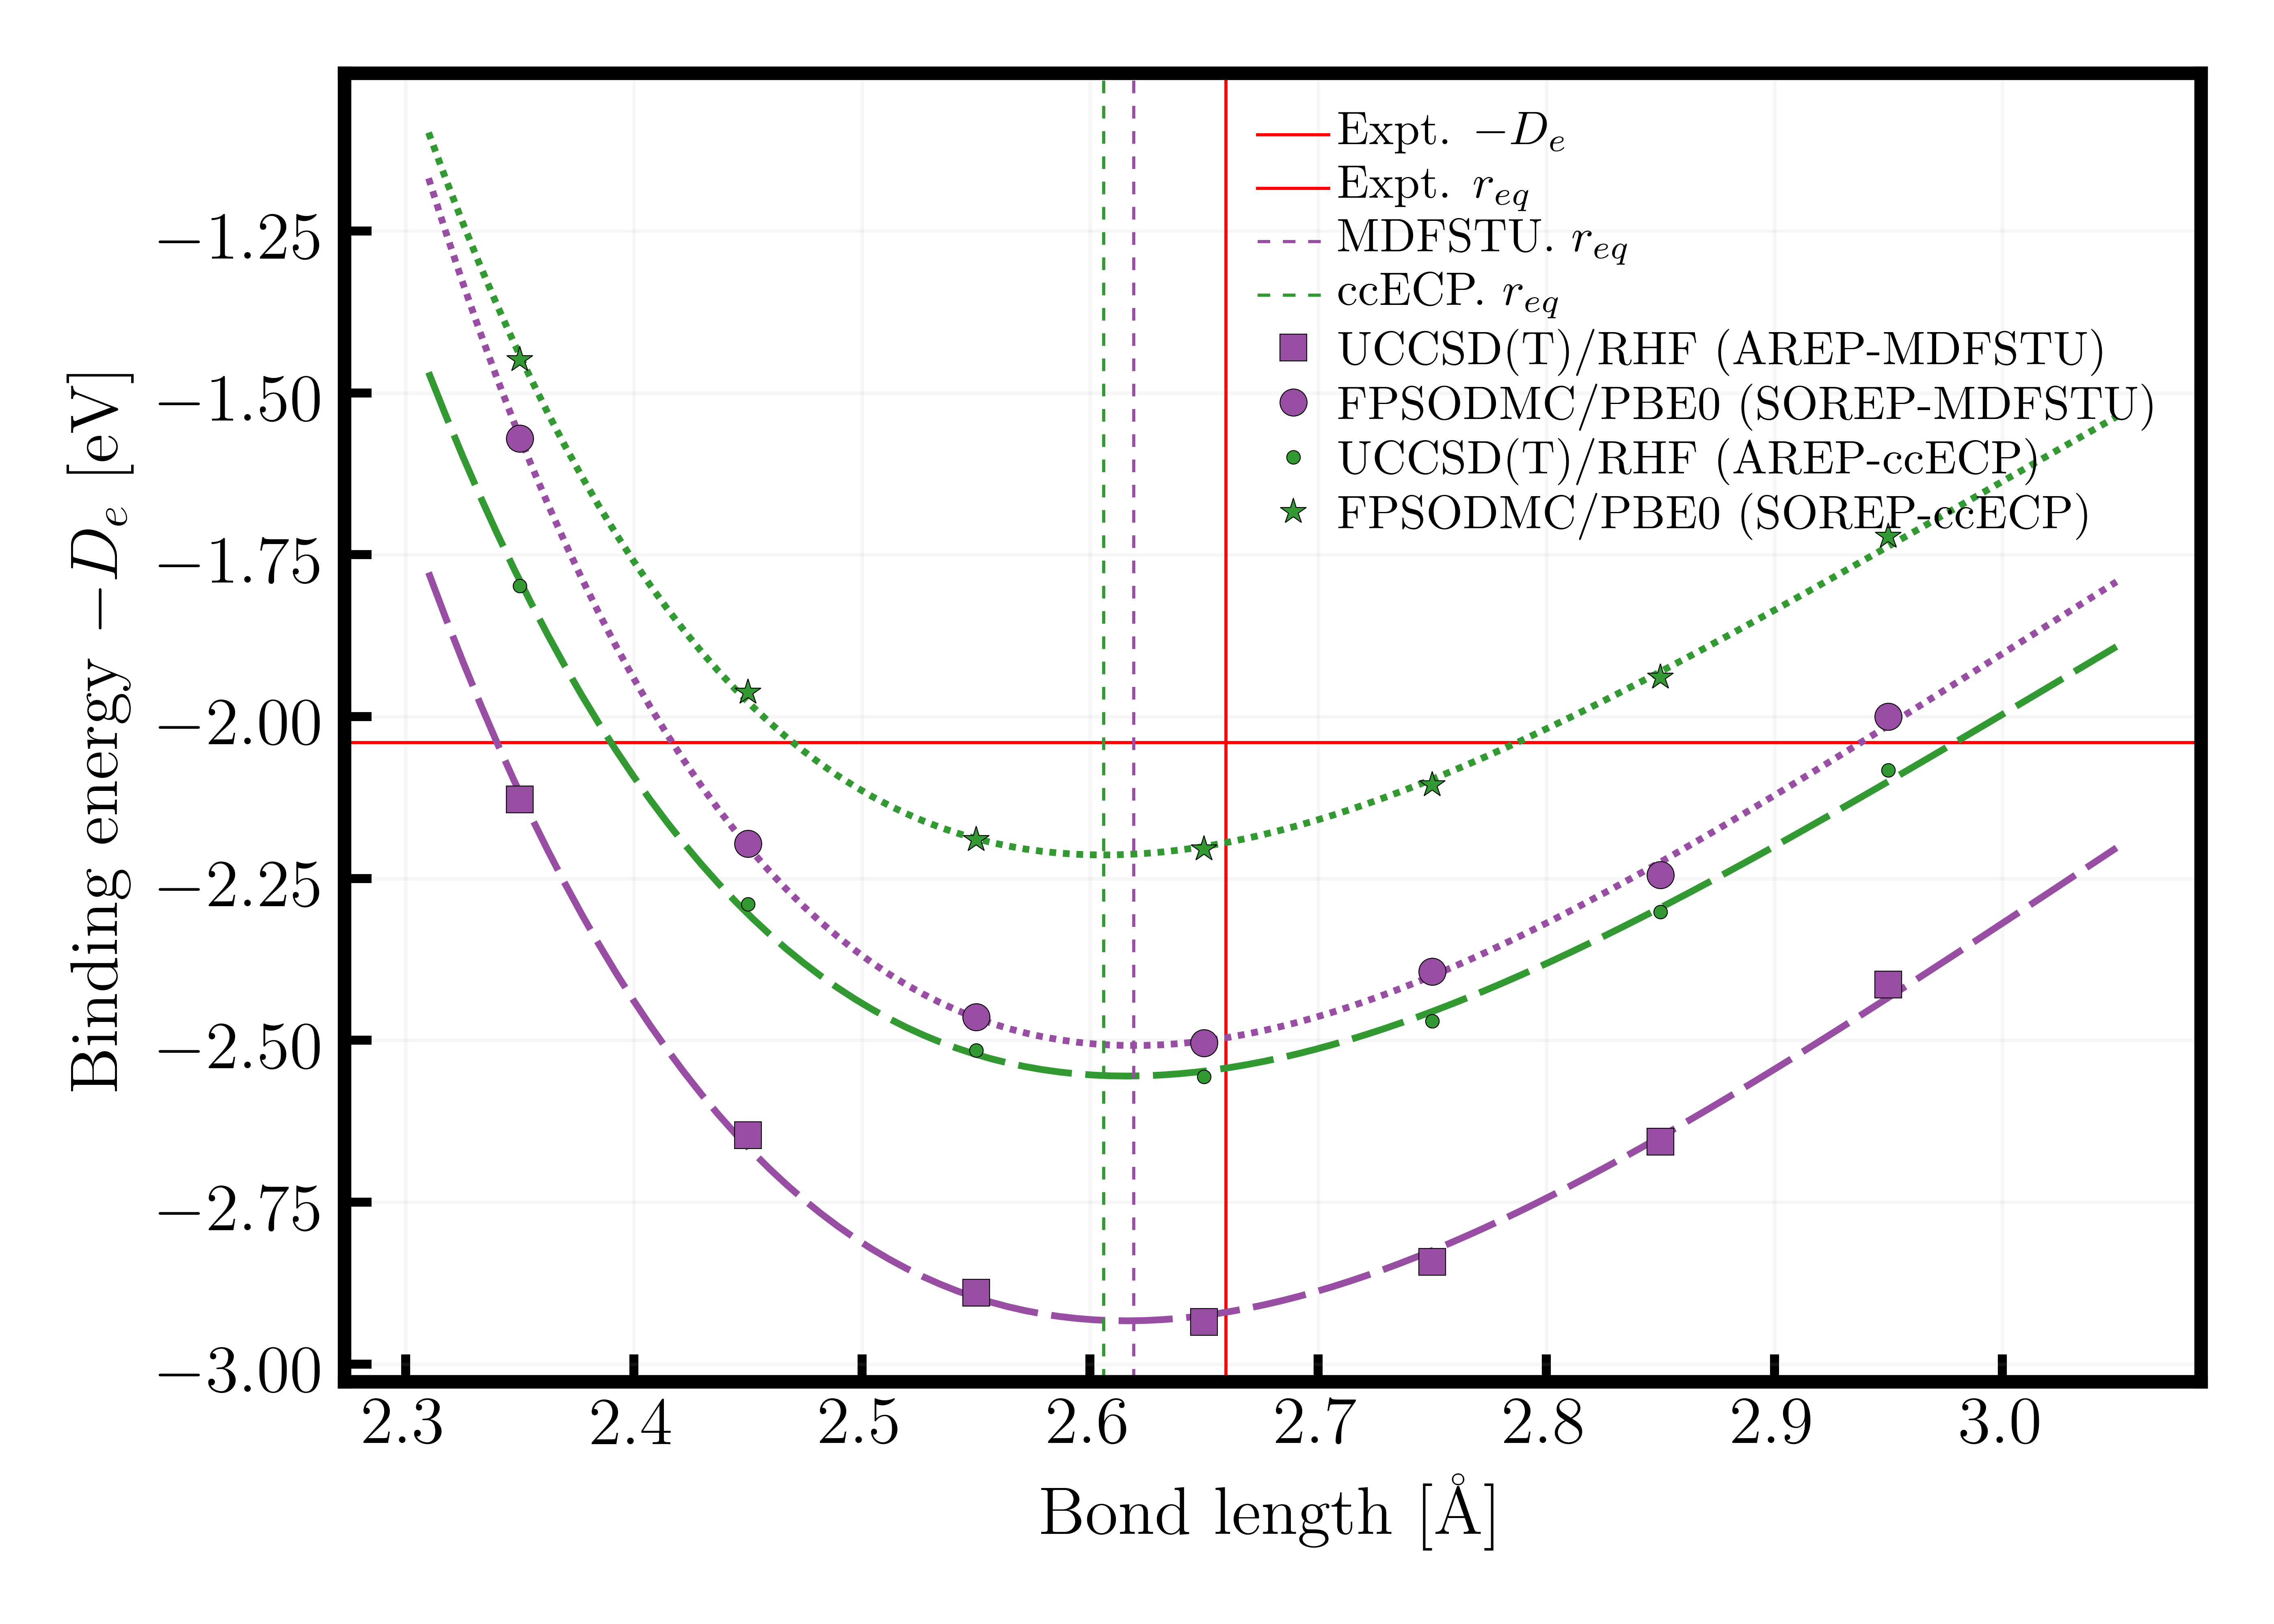 Expt. −Dₑ
Expt. r_eq
MDFSTU. r_eq
ccECP. r_eq
UCCSD(T)/RHF (AREP-MDFSTU)
FPSODMC/PBE0 (SOREP-MDFSTU)
UCCSD(T)/RHF (AREP-ccECP)
FPSODMC/PBE0 (SOREP-ccECP)
Binding energy −Dₑ [eV]
−1.25
−1.50
−1.75
−2.00
−2.25
−2.50
−2.75
−3.00
2.3 2.4 2.5 2.6 2.7 2.8 2.9 3.0
Bond length [Å]